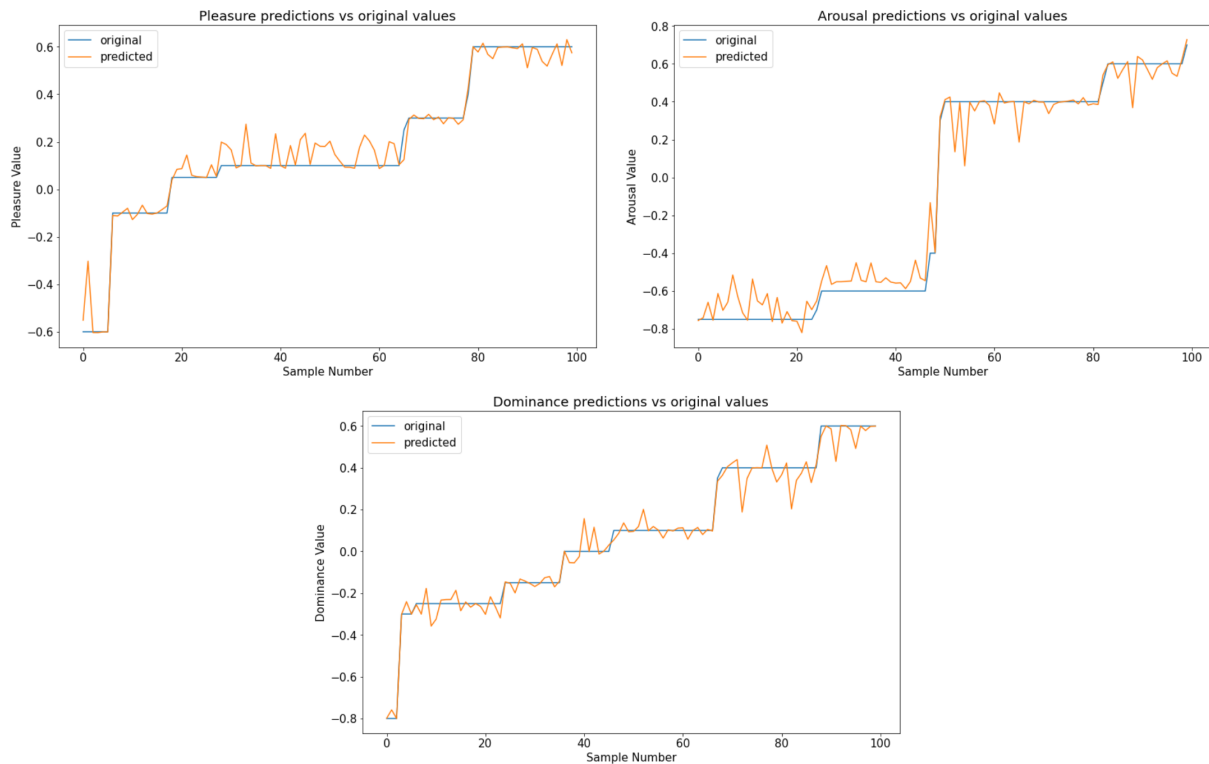 Pleasure predictions vs original values
original
predicted
0.6
0.4
0.2
0.0
−0.2
−0.4
−0.6
Pleasure Value
0
20
40
60
80
100
Sample Number
Arousal predictions vs original values
original
predicted
0.8
0.6
0.4
0.2
0.0
−0.2
−0.4
−0.6
−0.8
Arousal Value
0
20
40
60
80
100
Sample Number
Dominance predictions vs original values
original
predicted
0.6
0.4
0.2
0.0
−0.2
−0.4
−0.6
−0.8
Dominance Value
0
20
40
60
80
100
Sample Number